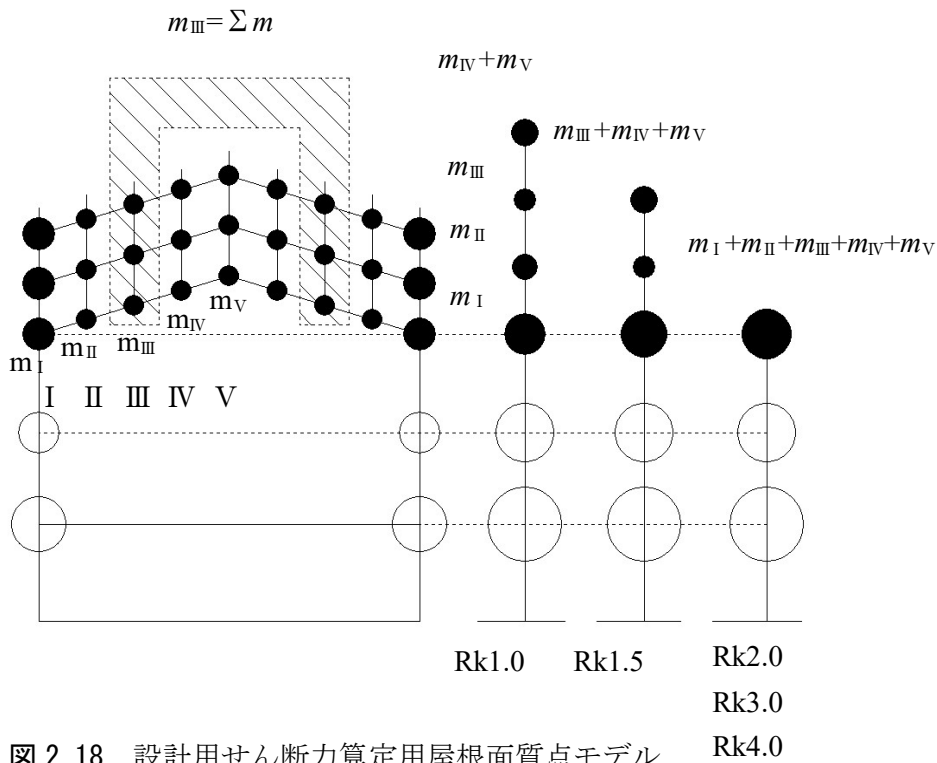 mⅢ=Σm
mⅣ+mⅤ
mⅢ+mⅣ+mⅤ
mⅢ
mⅡ
mⅠ+mⅡ+mⅢ+mⅣ+mⅤ
mⅠ
mⅤ
mⅣ
mⅢ
mⅡ
mⅠ
Ⅰ Ⅱ Ⅲ Ⅳ Ⅴ
Rk1.0 Rk1.5 Rk2.0
Rk3.0
Rk4.0
図 2.18 設計用せん断力算定用屋根面質点モデル